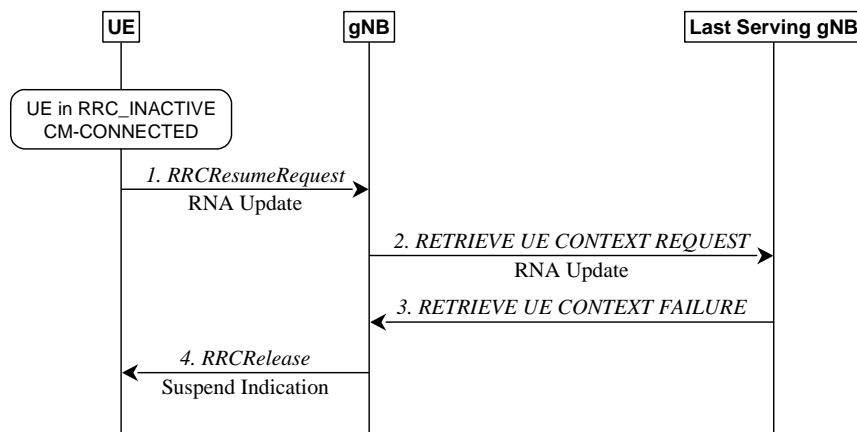 UE
gNB
Last Serving gNB
UE in RRC_INACTIVE
CM-CONNECTED
1. RRCResumeRequest
RNA Update
2. RETRIEVE UE CONTEXT REQUEST
RNA Update
3. RETRIEVE UE CONTEXT FAILURE
4. RRCRelease
Suspend Indication